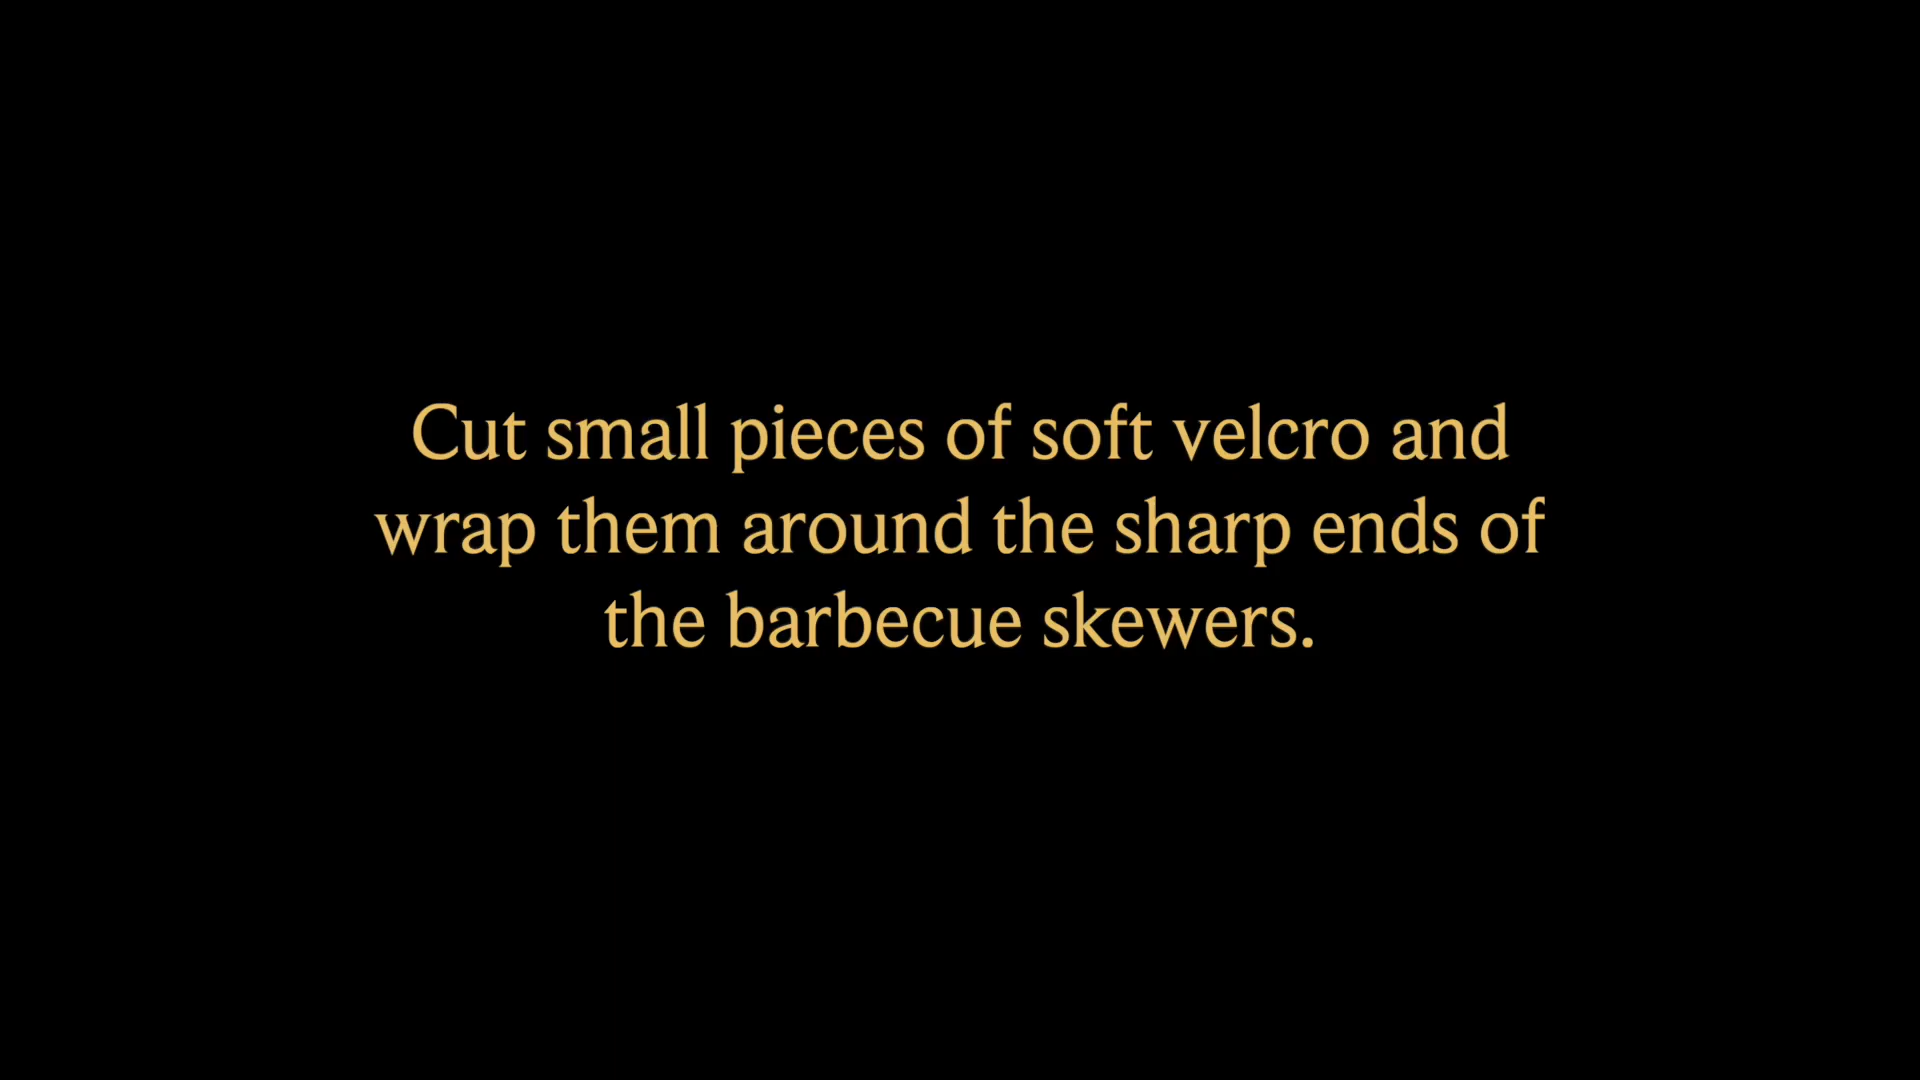 Cut small pieces of soft velcro and
wrap them around the sharp ends of
the barbecue skewers.